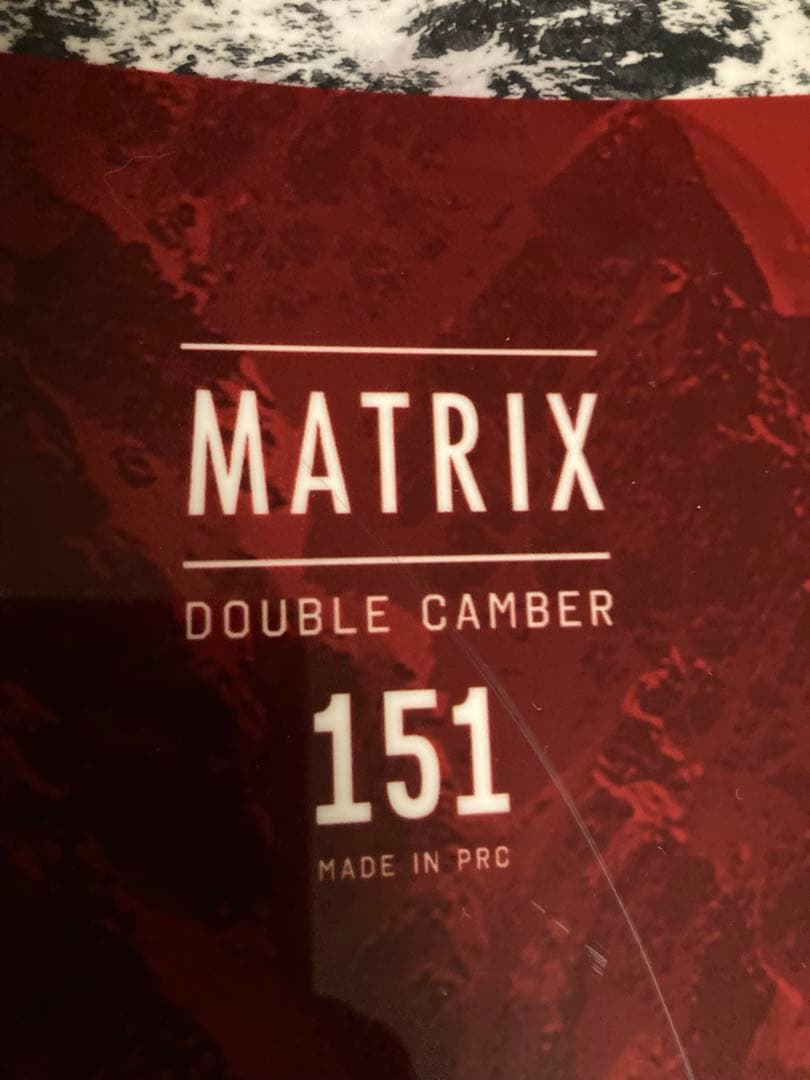 MATRIX
DOUBLE CAMBER
151
MADE IN PRC